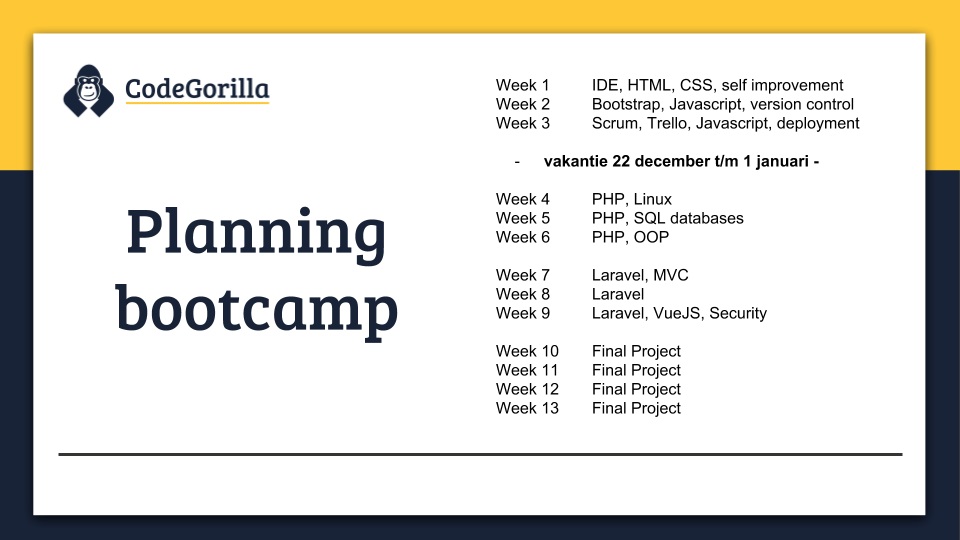 CodeGorilla
Planning
bootcamp
Week 1 IDE, HTML, CSS, self improvement
Week 2 Bootstrap, Javascript, version control
Week 3 Scrum, Trello, Javascript, deployment
- vakantie 22 december t/m 1 januari -
Week 4 PHP, Linux
Week 5 PHP, SQL databases
Week 6 PHP, OOP
Week 7 Laravel, MVC
Week 8 Laravel
Week 9 Laravel, VueJS, Security
Week 10 Final Project
Week 11 Final Project
Week 12 Final Project
Week 13 Final Project